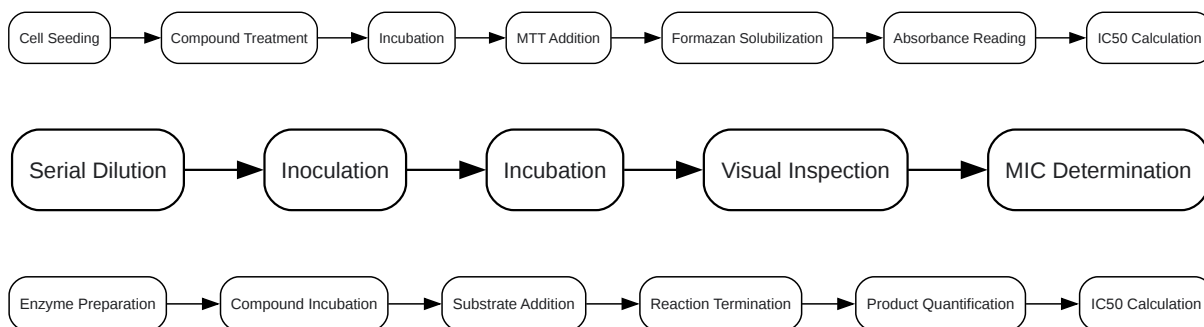 Cell Seeding
Compound Treatment
Incubation
MTT Addition
Formazan Solubilization
Absorbance Reading
IC50 Calculation
Serial Dilution
Inoculation
Incubation
Visual Inspection
MIC Determination
Enzyme Preparation
Compound Incubation
Substrate Addition
Reaction Termination
Product Quantification
IC50 Calculation